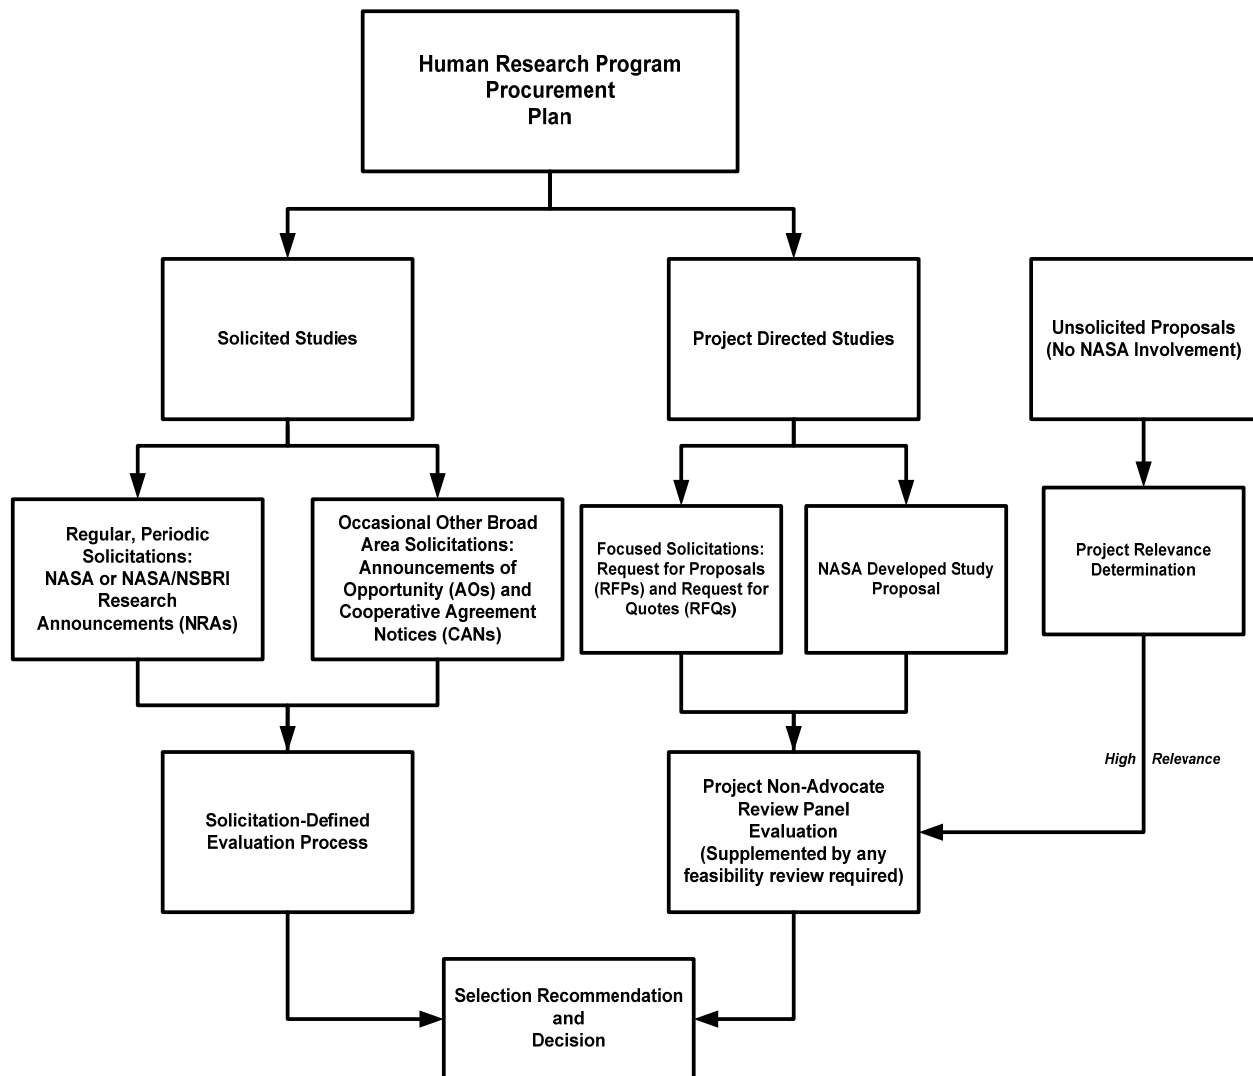 Human Research Program
Procurement
Plan
Solicited Studies
Project Directed Studies
Unsolicited Proposals
(No NASA Involvement)
Regular, Periodic
Solicitations:
NASA or NASA/NSBRI
Research
Announcements (NRAs)
Occasional Other Broad
Area Solicitations:
Announcements of
Opportunity (AOs) and
Cooperative Agreement
Notices (CANs)
Focused Solicitations:
Request for Proposals
(RFPs) and Request for
Quotes (RFQs)
NASA Developed Study
Proposal
Project Relevance
Determination
High Relevance
Solicitation-Defined
Evaluation Process
Project Non-Advocate
Review Panel
Evaluation
(Supplemented by any
feasibility review required)
Selection Recommendation
and
Decision